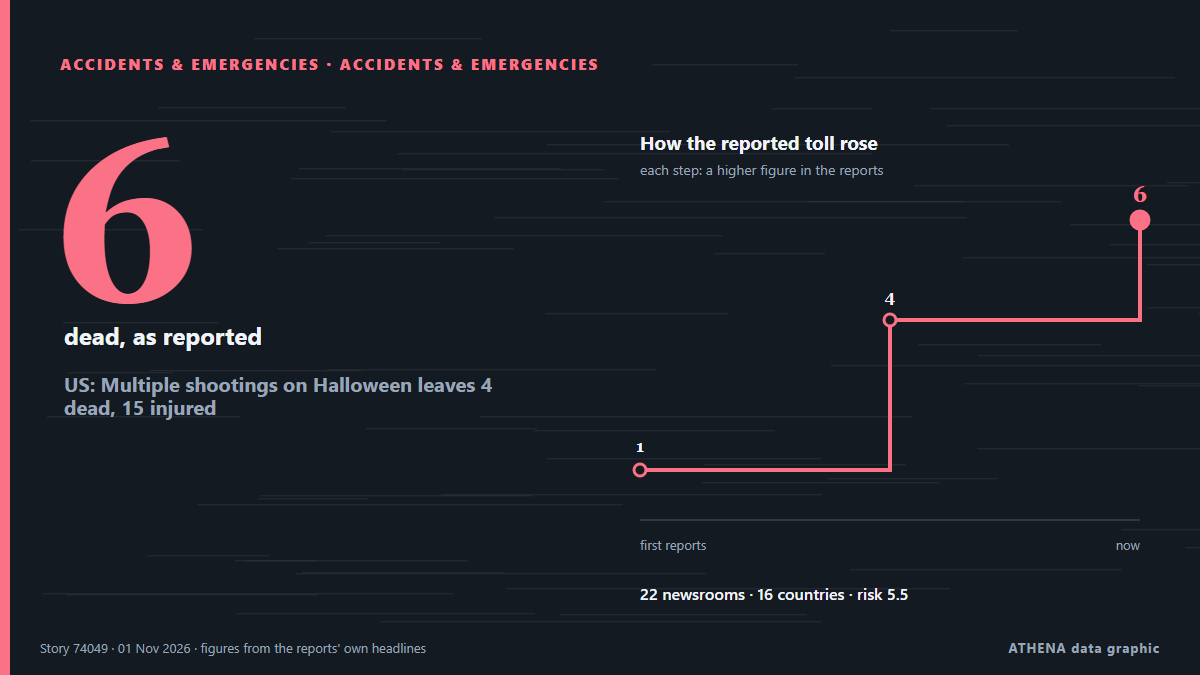 ACCIDENTS & EMERGENCIES · ACCIDENTS & EMERGENCIES
6
dead, as reported
US: Multiple shootings on Halloween leaves 4
dead, 15 injured
How the reported toll rose
each step: a higher figure in the reports
6
4
1
first reports
now
22 newsrooms · 16 countries · risk 5.5
Story 74049 · 01 Nov 2026 · figures from the reports' own headlines
ATHENA data graphic